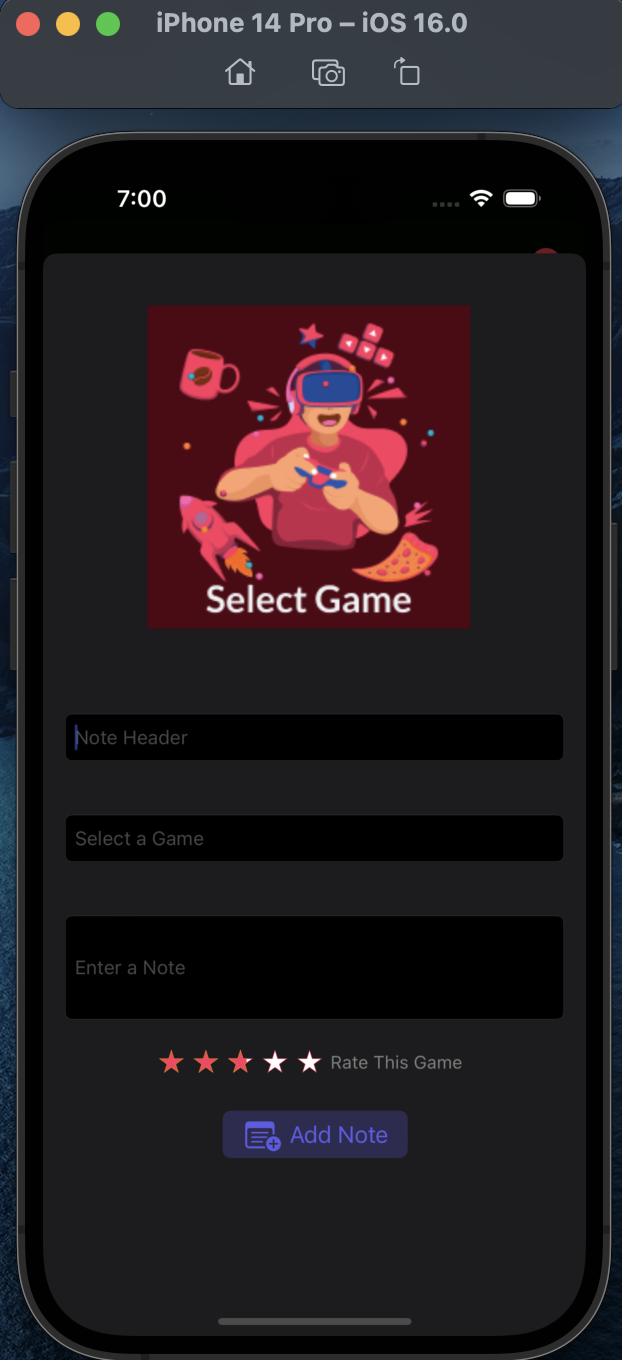 iPhone 14 Pro – iOS 16.0
7:00
Select Game
Note Header
Select a Game
Enter a Note
Rate This Game
Add Note